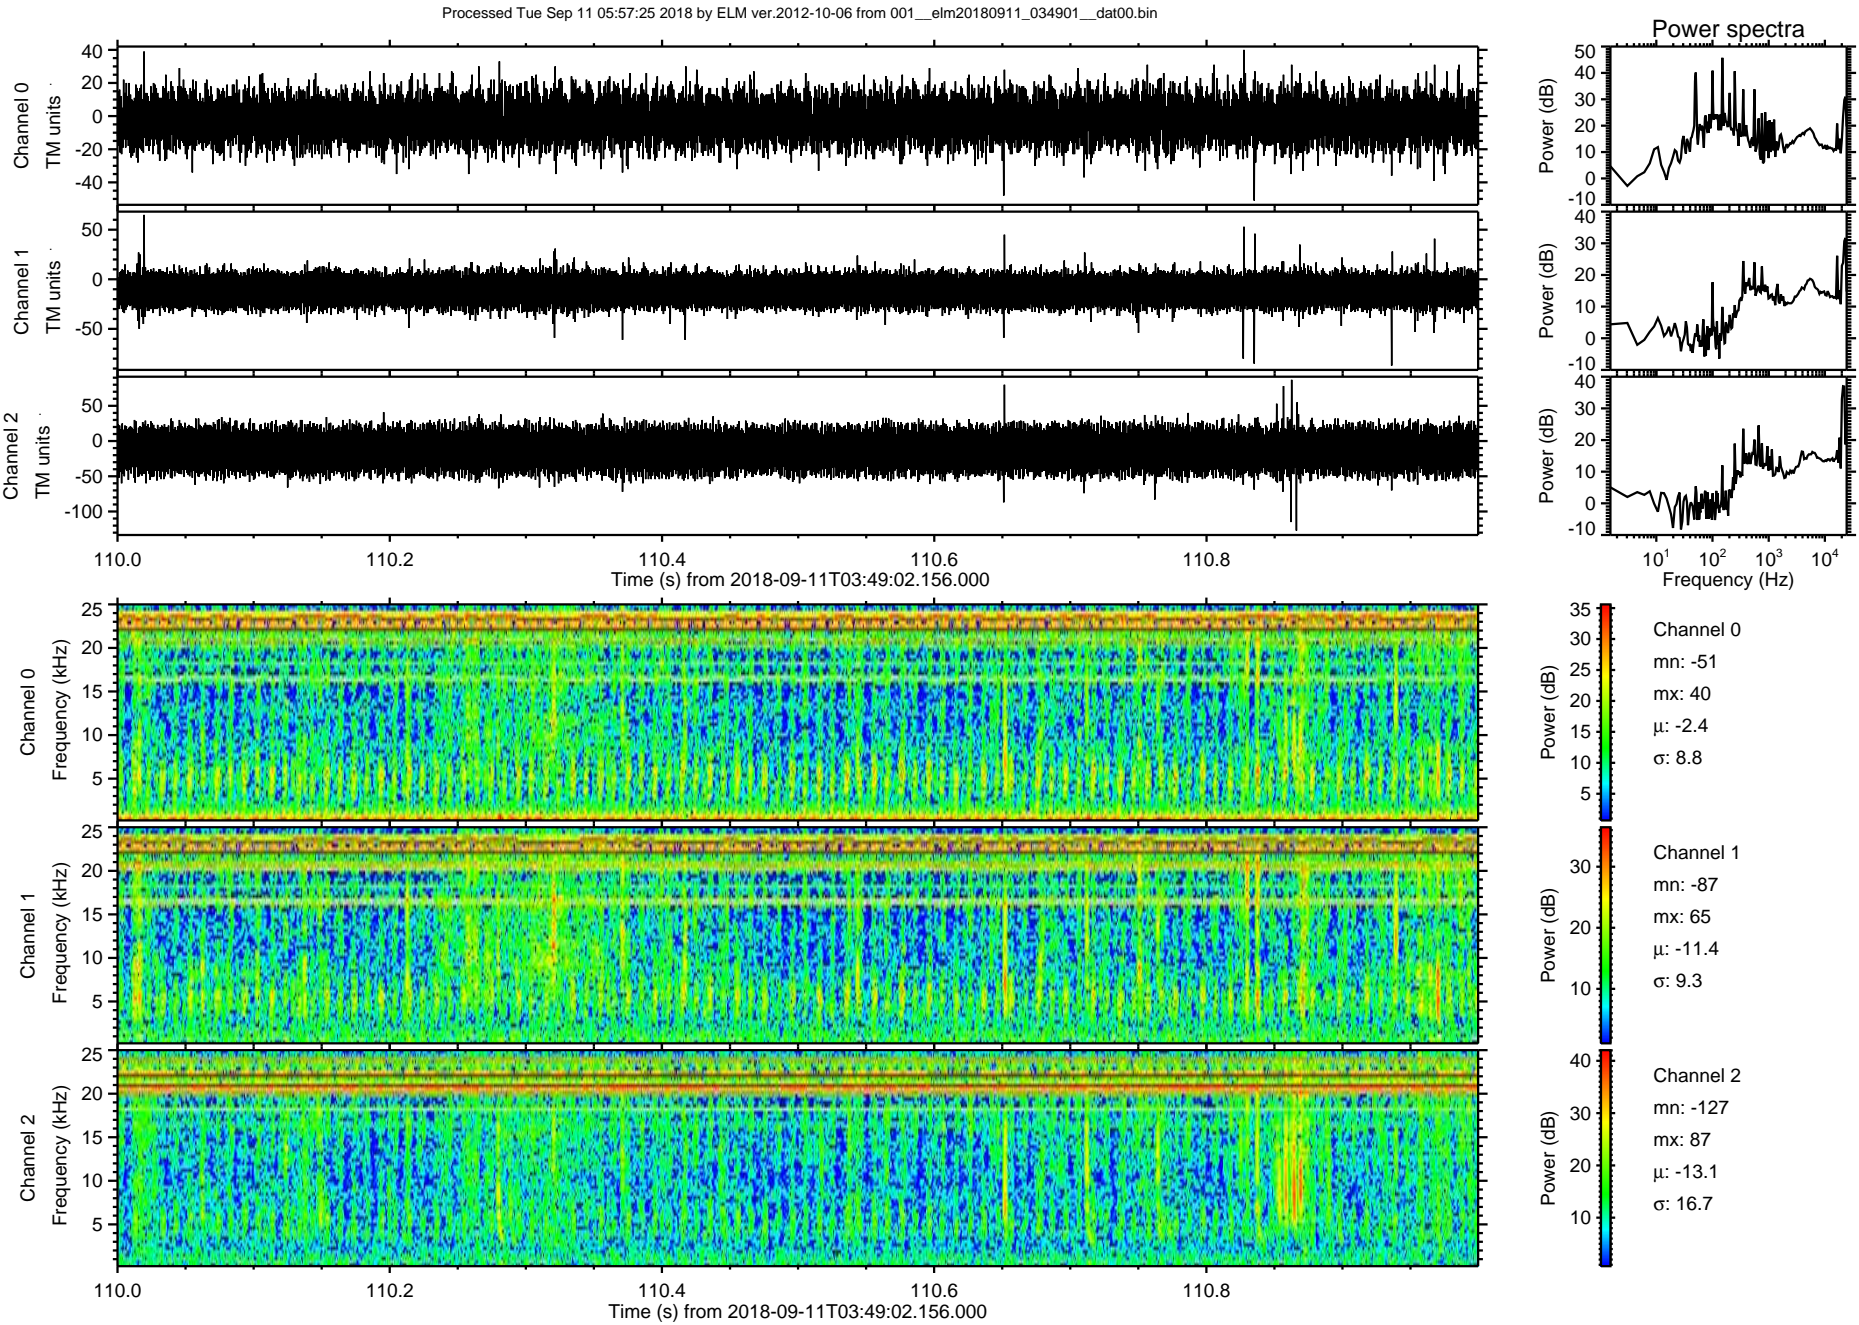 Processed Tue Sep 11 05:57:25 2018 by ELM ver.2012-10-06 from 001__elm20180911_034901__dat00.bin
Power spectra
Channel 0
TM units
40
20
0
-20
-40
Power (dB)
50
40
30
20
10
0
-10
Channel 1
TM units
50
0
-50
Power (dB)
40
30
20
10
0
-10
Channel 2
TM units
50
0
-50
-100
Power (dB)
40
30
20
10
0
-10
110.0 110.2 110.4 110.6 110.8
Time (s) from 2018-09-11T03:49:02.156.000
10^1 10^2 10^3 10^4
Frequency (Hz)
Channel 0
Frequency (kHz)
25
20
15
10
5
Power (dB)
35
30
25
20
15
10
5
Channel 0
mn: -51
mx: 40
μ: -2.4
σ: 8.8
Channel 1
Frequency (kHz)
25
20
15
10
5
Power (dB)
30
20
10
Channel 1
mn: -87
mx: 65
μ: -11.4
σ: 9.3
Channel 2
Frequency (kHz)
25
20
15
10
5
Power (dB)
40
30
20
10
Channel 2
mn: -127
mx: 87
μ: -13.1
σ: 16.7
110.0 110.2 110.4 110.6 110.8
Time (s) from 2018-09-11T03:49:02.156.000